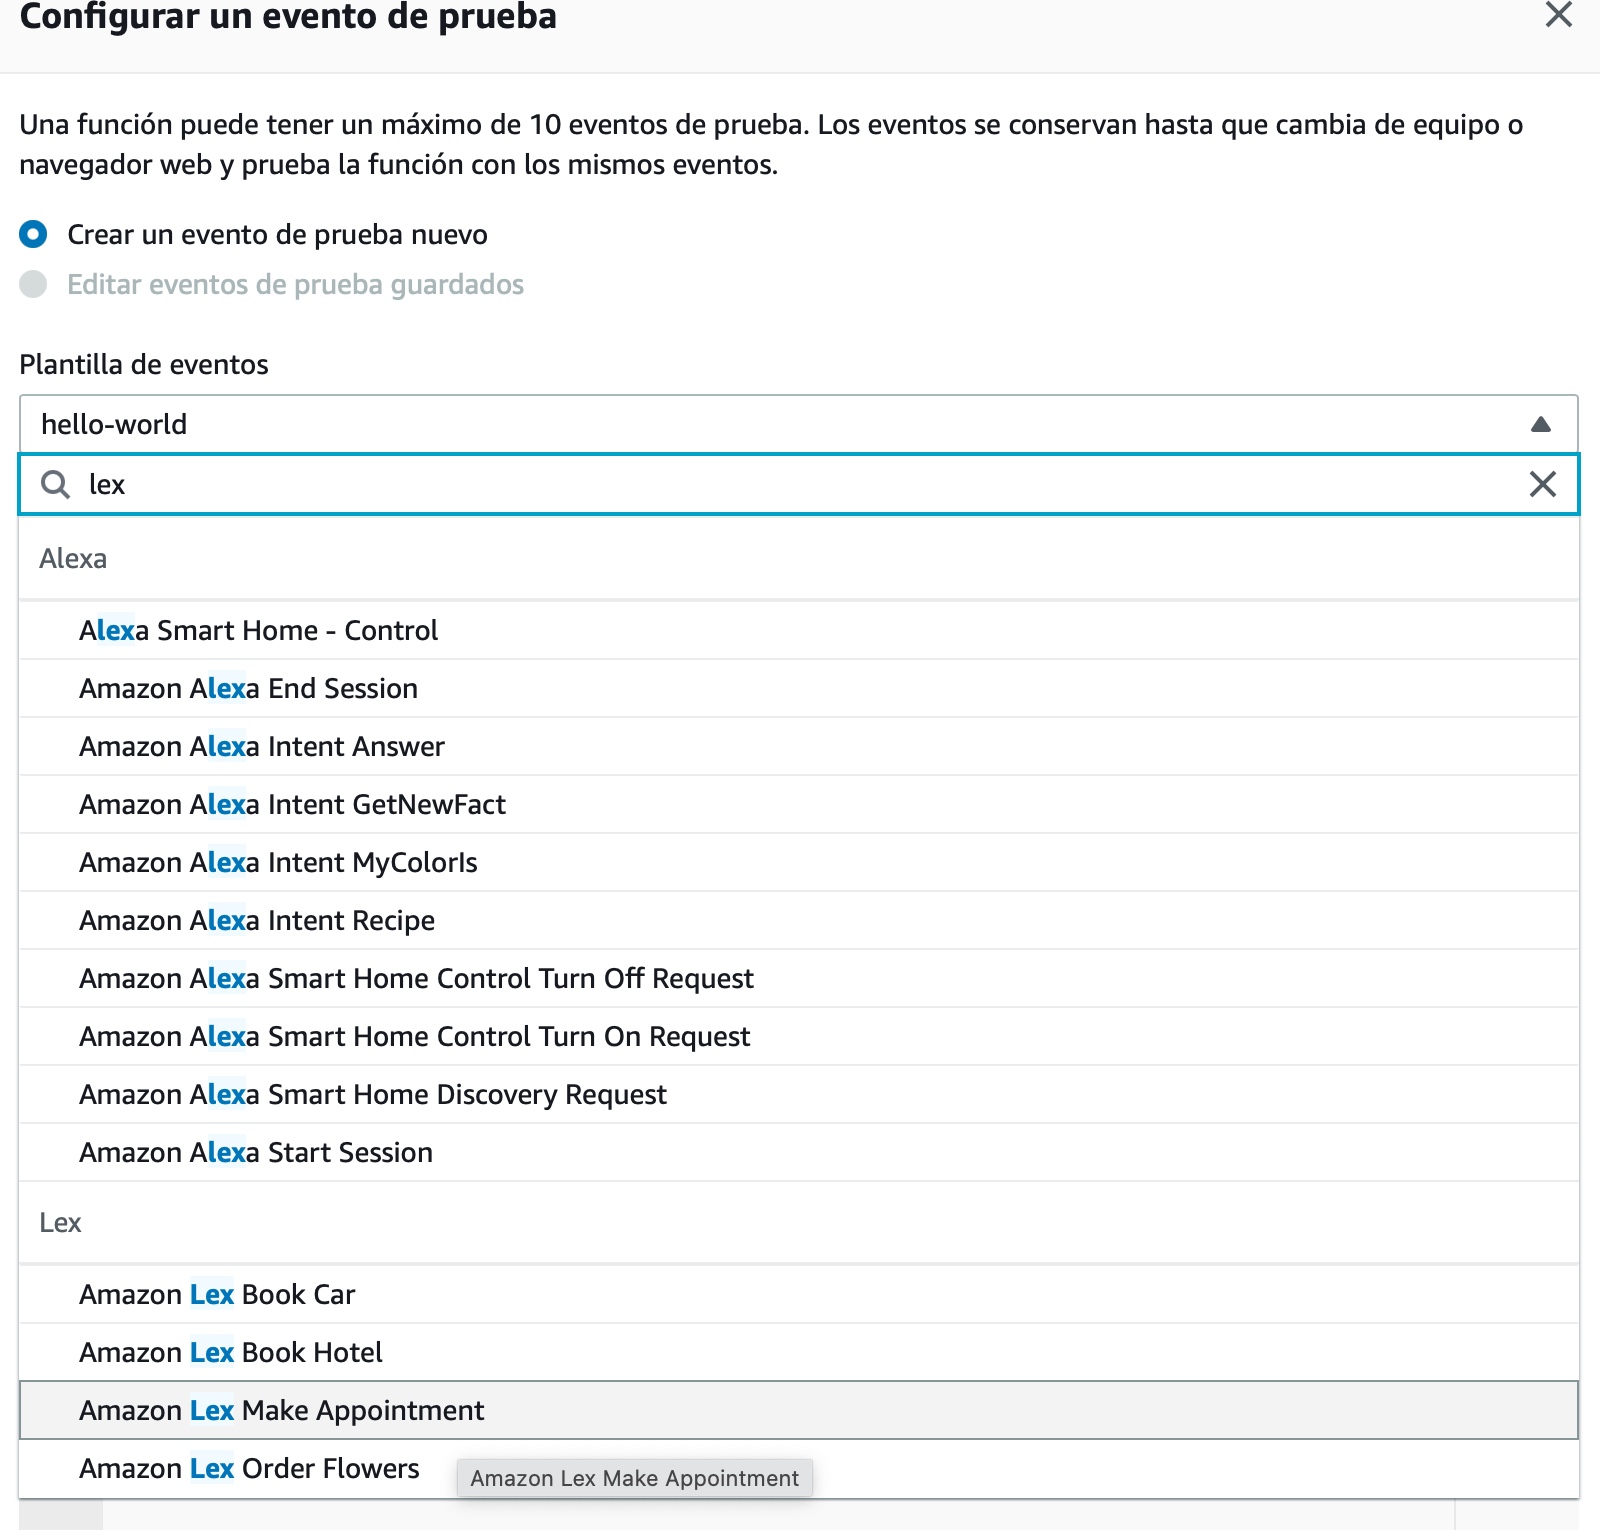 Configurar un evento de prueba
Una función puede tener un máximo de 10 eventos de prueba. Los eventos se conservan hasta que cambia de equipo o
navegador web y prueba la función con los mismos eventos.
Crear un evento de prueba nuevo
Editar eventos de prueba guardados
Plantilla de eventos
hello-world
lex
Alexa
Alexa Smart Home - Control
Amazon Alexa End Session
Amazon Alexa Intent Answer
Amazon Alexa Intent GetNewFact
Amazon Alexa Intent MyColorIs
Amazon Alexa Intent Recipe
Amazon Alexa Smart Home Control Turn Off Request
Amazon Alexa Smart Home Control Turn On Request
Amazon Alexa Smart Home Discovery Request
Amazon Alexa Start Session
Lex
Amazon Lex Book Car
Amazon Lex Book Hotel
Amazon Lex Make Appointment
Amazon Lex Order Flowers
Amazon Lex Make Appointment